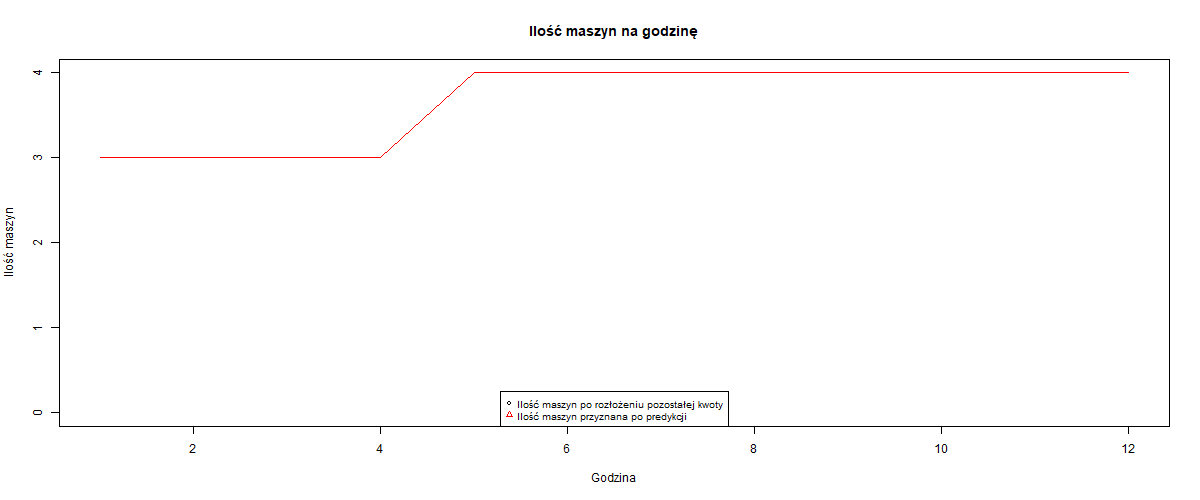 Ilość maszyn na godzinę
Ilość maszyn
4
3
2
1
0
Ilość maszyn po rozłożeniu pozostałej kwoty
Ilość maszyn przyznana po predykcji
2 4 6 8 10 12
Godzina